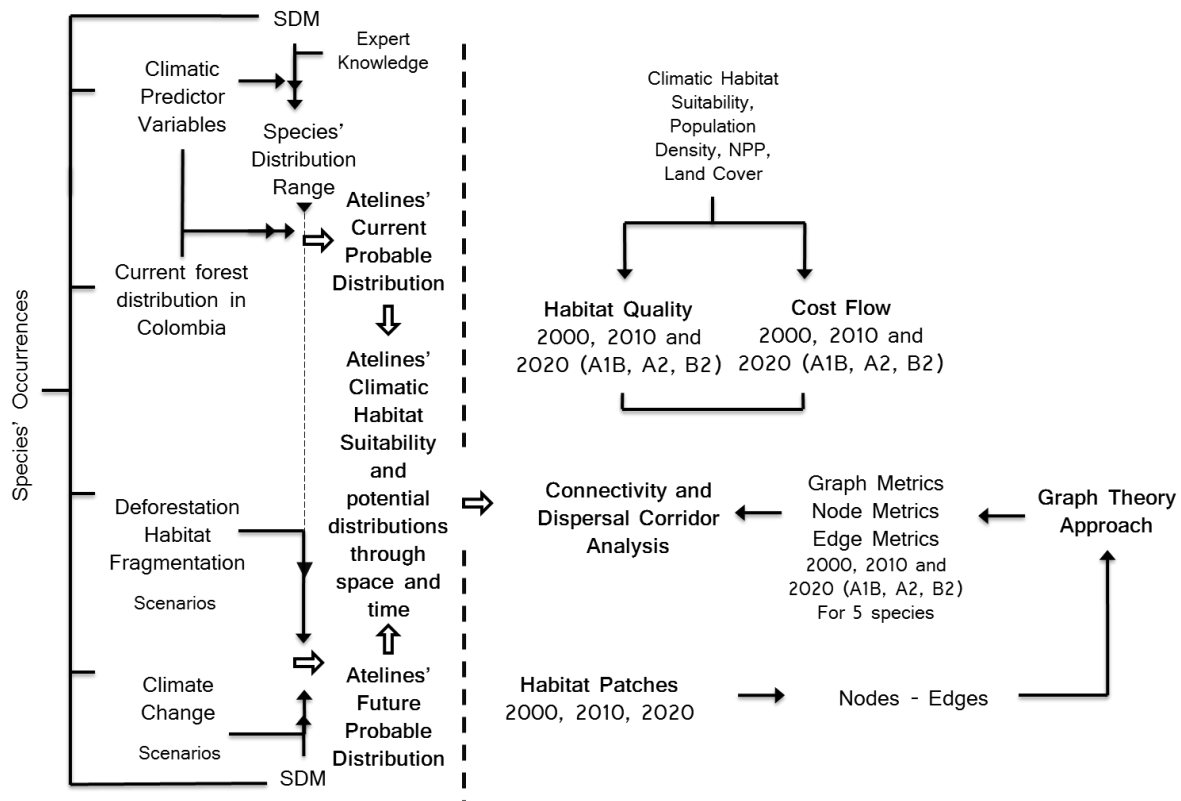 SDM
Expert
Knowledge
Climatic
Predictor
Variables
Species’
Distribution
Range
Current forest
distribution in
Colombia
Atelines’
Current
Probable
Distribution
Species’ Occurrences
Atelines’
Climatic
Habitat
Suitability
and
potential
distributions
through
space and
time
Deforestation
Habitat
Fragmentation
Scenarios
Climate
Change
Scenarios
SDM
Atelines’
Future
Probable
Distribution
Climatic Habitat
Suitability,
Population
Density, NPP,
Land Cover
Habitat Quality
2000, 2010 and
2020 (A1B, A2, B2)
Cost Flow
2000, 2010 and
2020 (A1B, A2, B2)
Connectivity and
Dispersal Corridor
Analysis
Graph Metrics
Node Metrics
Edge Metrics
2000, 2010 and
2020 (A1B, A2, B2)
For 5 species
Graph Theory
Approach
Habitat Patches
2000, 2010, 2020
Nodes - Edges